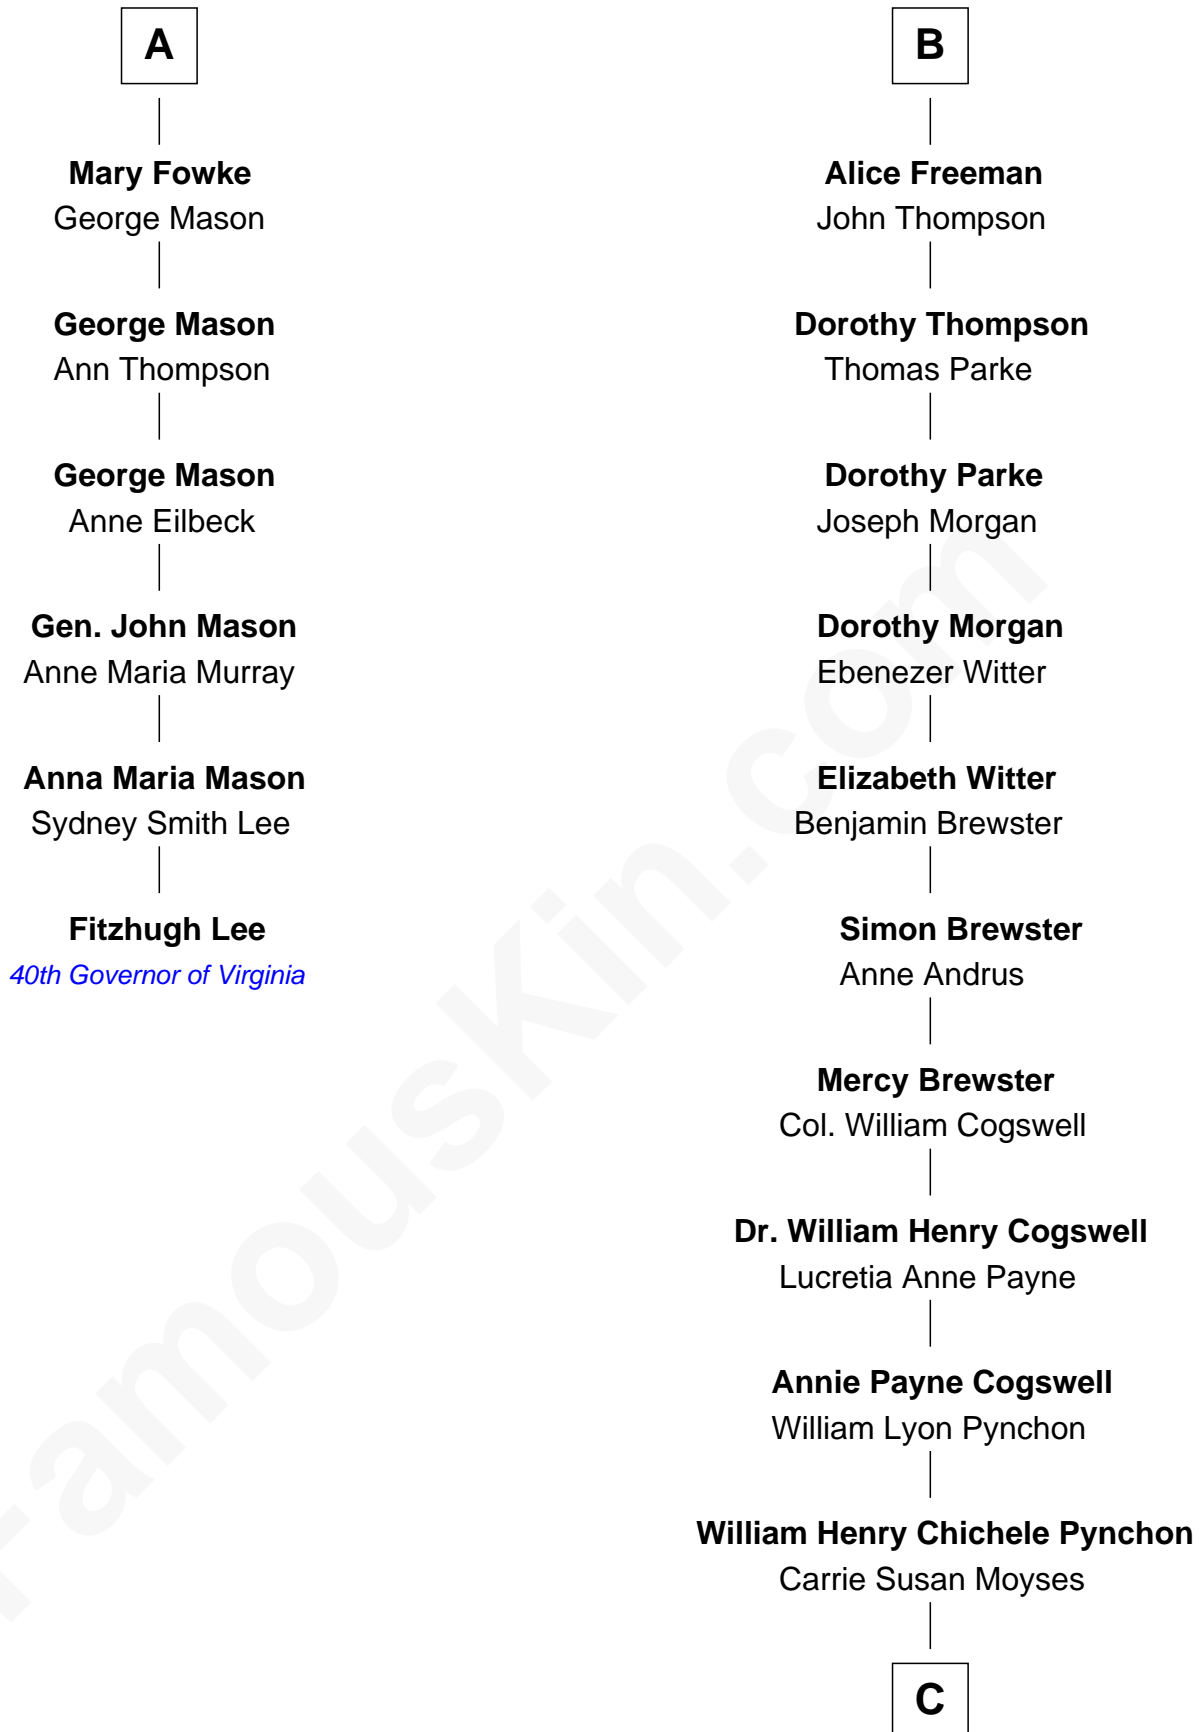 A
Mary Fowke
George Mason
George Mason
Ann Thompson
George Mason
Anne Eilbeck
Gen. John Mason
Anne Maria Murray
Anna Maria Mason
Sydney Smith Lee
Fitzhugh Lee
40th Governor of Virginia
B
Alice Freeman
John Thompson
Dorothy Thompson
Thomas Parke
Dorothy Parke
Joseph Morgan
Dorothy Morgan
Ebenezer Witter
Elizabeth Witter
Benjamin Brewster
Simon Brewster
Anne Andrus
Mercy Brewster
Col. William Cogswell
Dr. William Henry Cogswell
Lucretia Anne Payne
Annie Payne Cogswell
William Lyon Pynchon
William Henry Chichele Pynchon
Carrie Susan Moyses
C
FamousKin.com